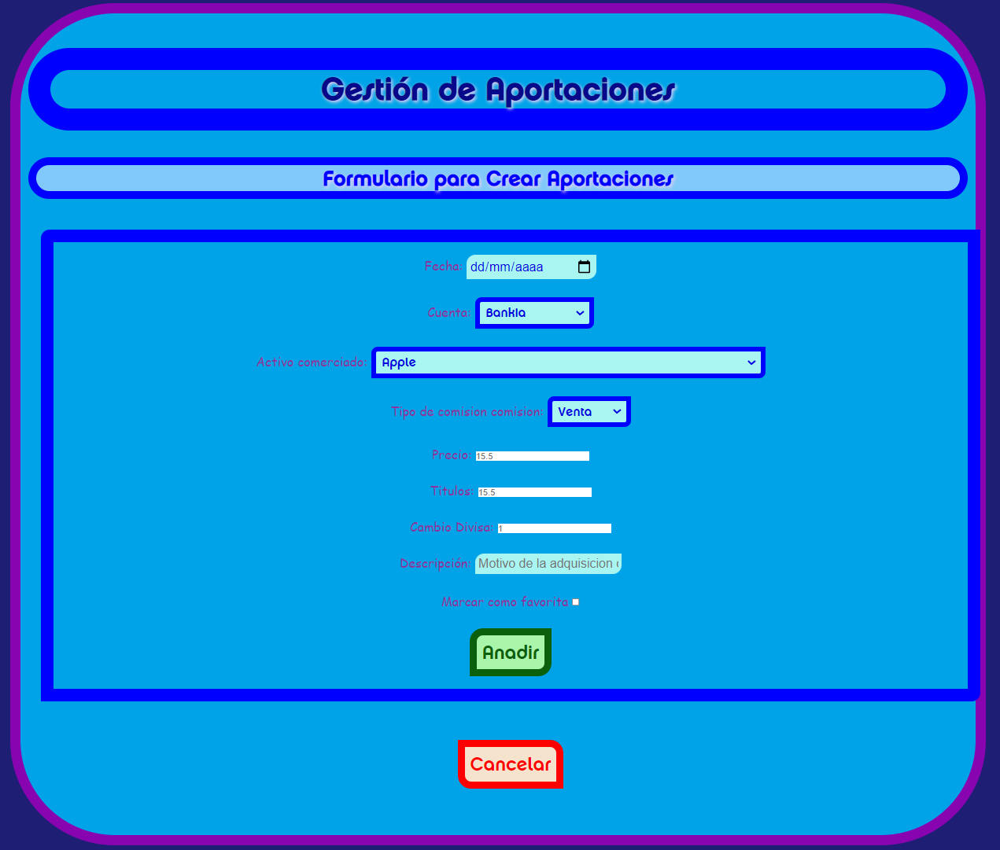 Gestión de Aportaciones
Formulario para Crear Aportaciones
Fecha: dd/mm/aaaa
Cuenta: Bankia
Activo comerciado: Apple
Tipo de comision comision: Venta
Precio: 15.5
Titulos: 15.5
Cambio Divisa: 1
Descripción: Motivo de la adquisicion
Marcar como favorita
Anadir
Cancelar